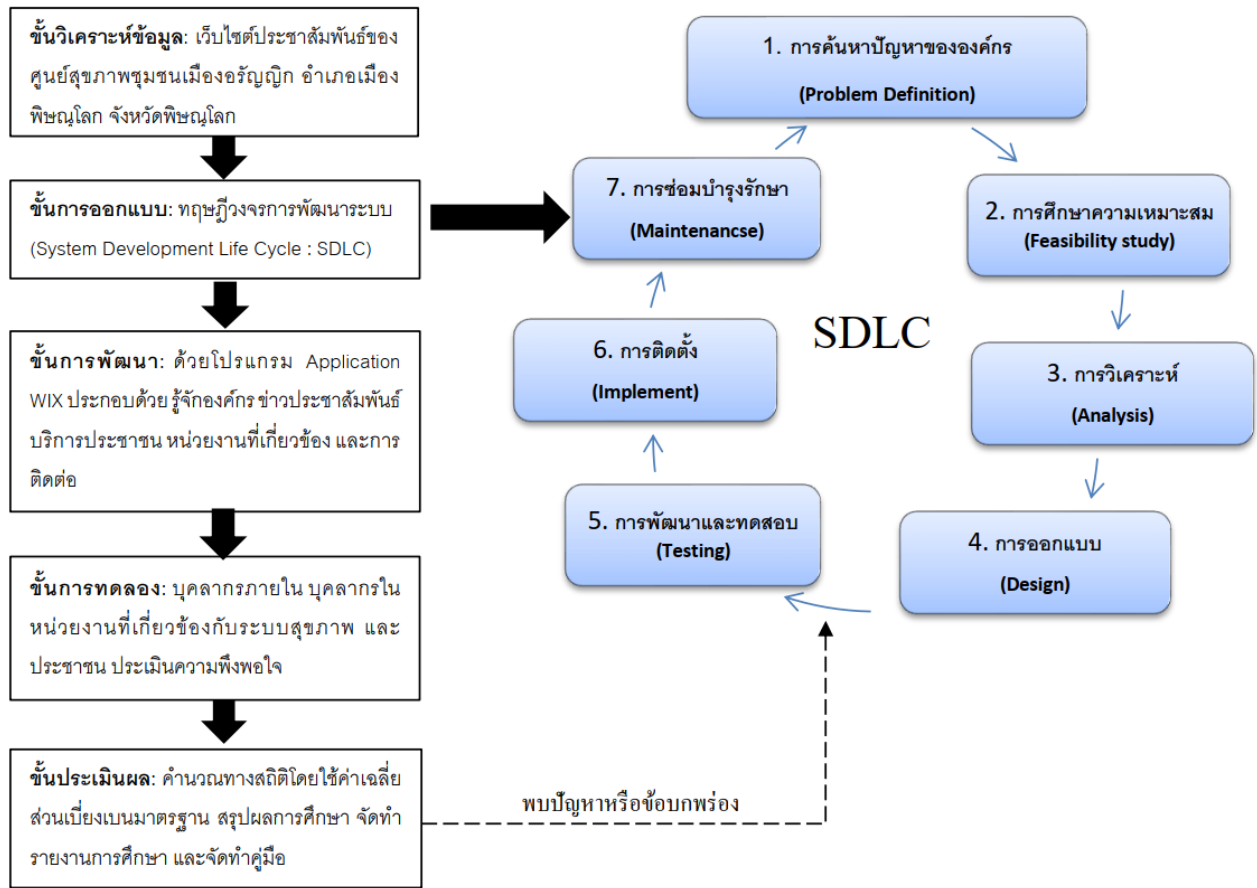 ขั้นวิเคราะห์ข้อมูล: เว็บไซต์ประชาสัมพันธ์ของ
ศูนย์สุขภาพชุมชนเมืองอรัญญิก อำเภอเมือง
พิษณุโลก จังหวัดพิษณุโลก
ขั้นการออกแบบ: ทฤษฎีวงจรการพัฒนาระบบ
(System Development Life Cycle : SDLC)
ขั้นการพัฒนา: ด้วยโปรแกรม Application
WIX ประกอบด้วย รู้จักองค์กร ข่าวประชาสัมพันธ์
บริการประชาชน หน่วยงานที่เกี่ยวข้อง และการ
ติดต่อ
ขั้นการทดลอง: บุคลากรภายใน บุคลากรใน
หน่วยงานที่เกี่ยวข้องกับระบบสุขภาพ และ
ประชาชน ประเมินความพึงพอใจ
ขั้นประเมินผล: คำนวณทางสถิติโดยใช้ค่าเฉลี่ย
ส่วนเบี่ยงเบนมาตรฐาน สรุปผลการศึกษา จัดทำ
รายงานการศึกษา และจัดทำคู่มือ
พบปัญหาหรือข้อบกพร่อง
1. การค้นหาปัญหาขององค์กร
(Problem Definition)
2. การศึกษาความเหมาะสม
(Feasibility study)
3. การวิเคราะห์
(Analysis)
4. การออกแบบ
(Design)
5. การพัฒนาและทดสอบ
(Testing)
6. การติดตั้ง
(Implement)
7. การซ่อมบำรุงรักษา
(Maintenancse)
SDLC